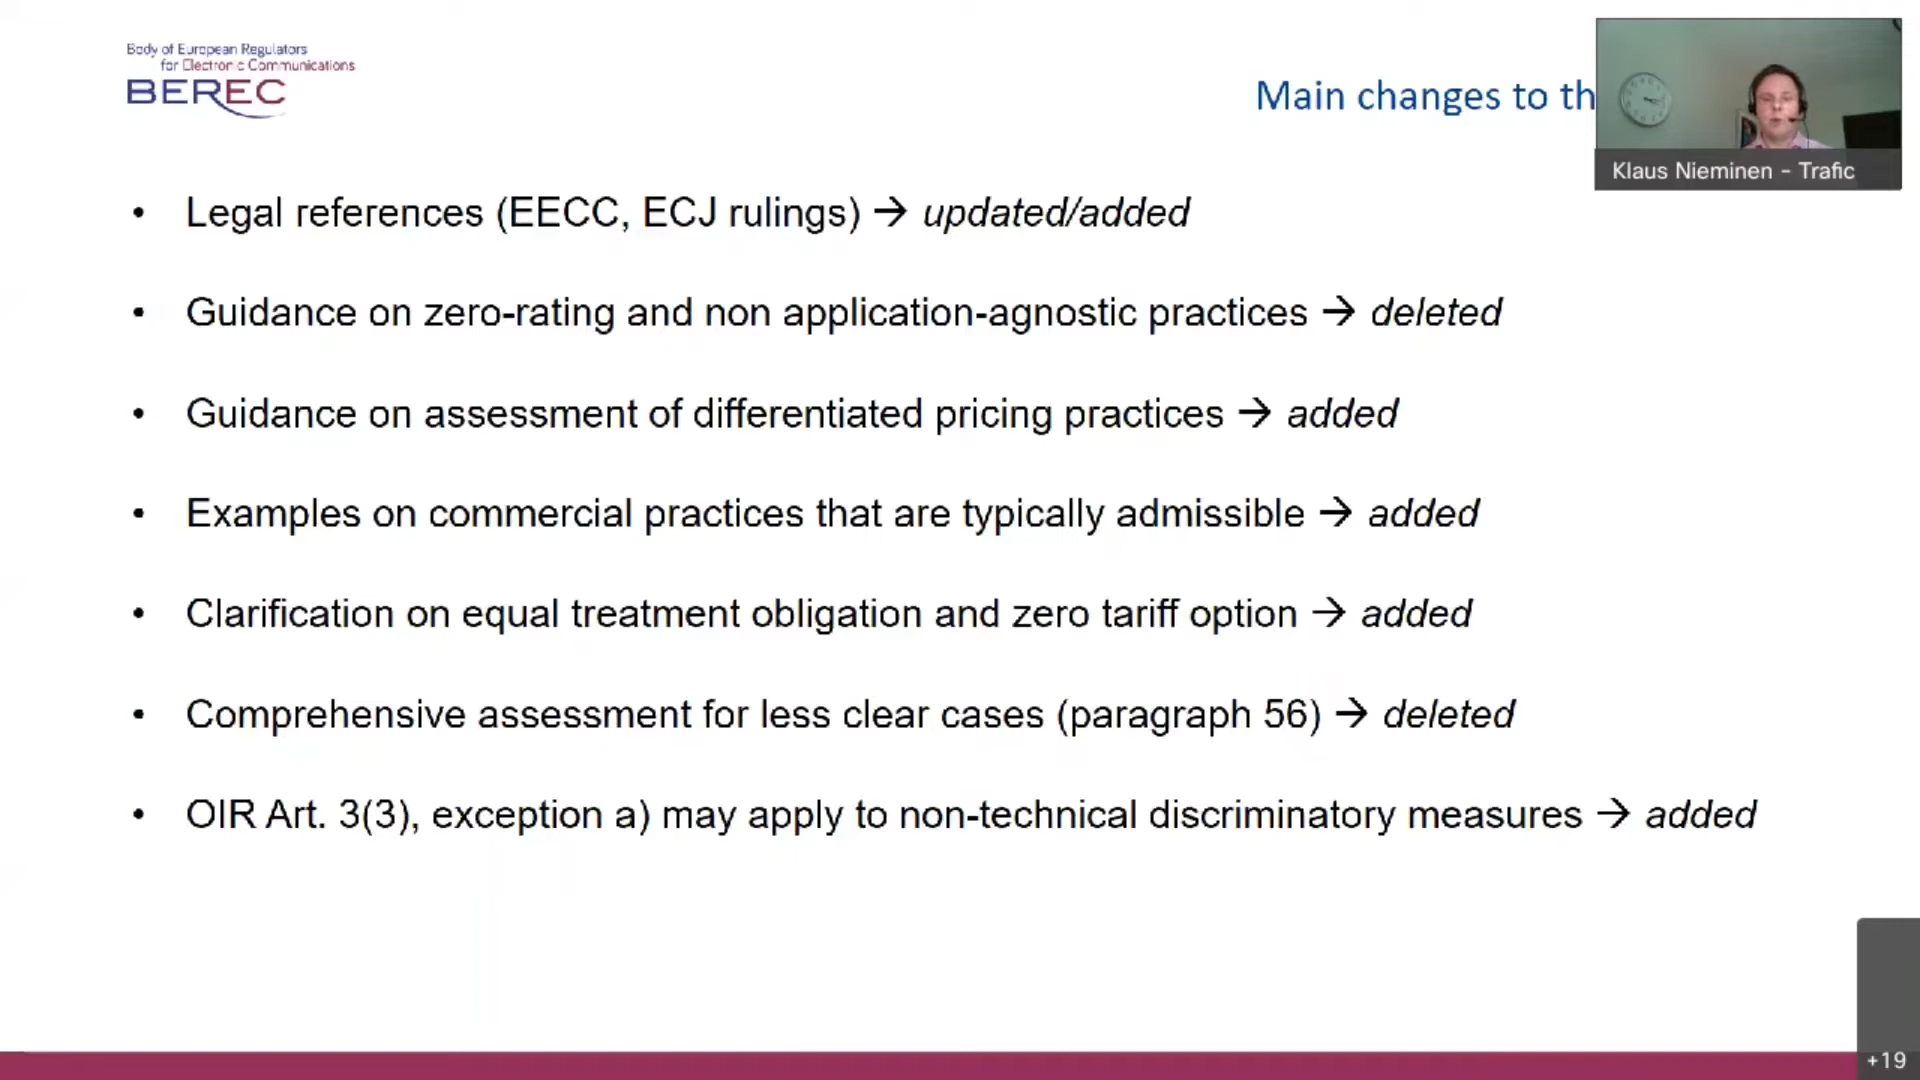 Body of European Regulators
for Electronic Communications
BEREC
Main changes to th
Klaus Nieminen - Trafic
• Legal references (EECC, ECJ rulings) → updated/added
• Guidance on zero-rating and non application-agnostic practices → deleted
• Guidance on assessment of differentiated pricing practices → added
• Examples on commercial practices that are typically admissible → added
• Clarification on equal treatment obligation and zero tariff option → added
• Comprehensive assessment for less clear cases (paragraph 56) → deleted
• OIR Art. 3(3), exception a) may apply to non-technical discriminatory measures → added
+19